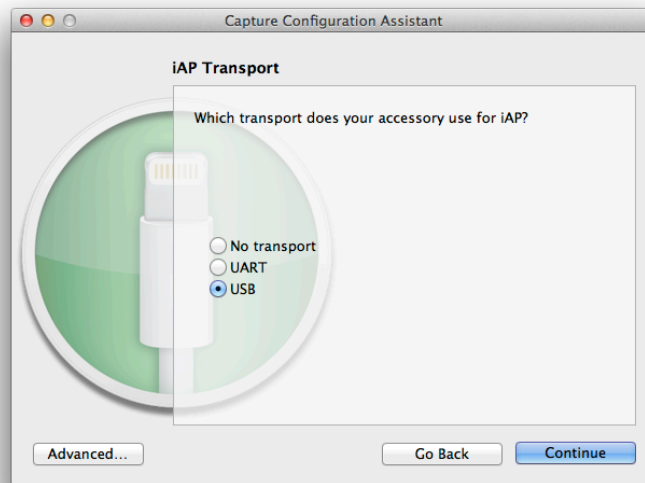 Capture Configuration Assistant
iAP Transport
Which transport does your accessory use for iAP?
No transport
UART
USB
Advanced...
Go Back
Continue